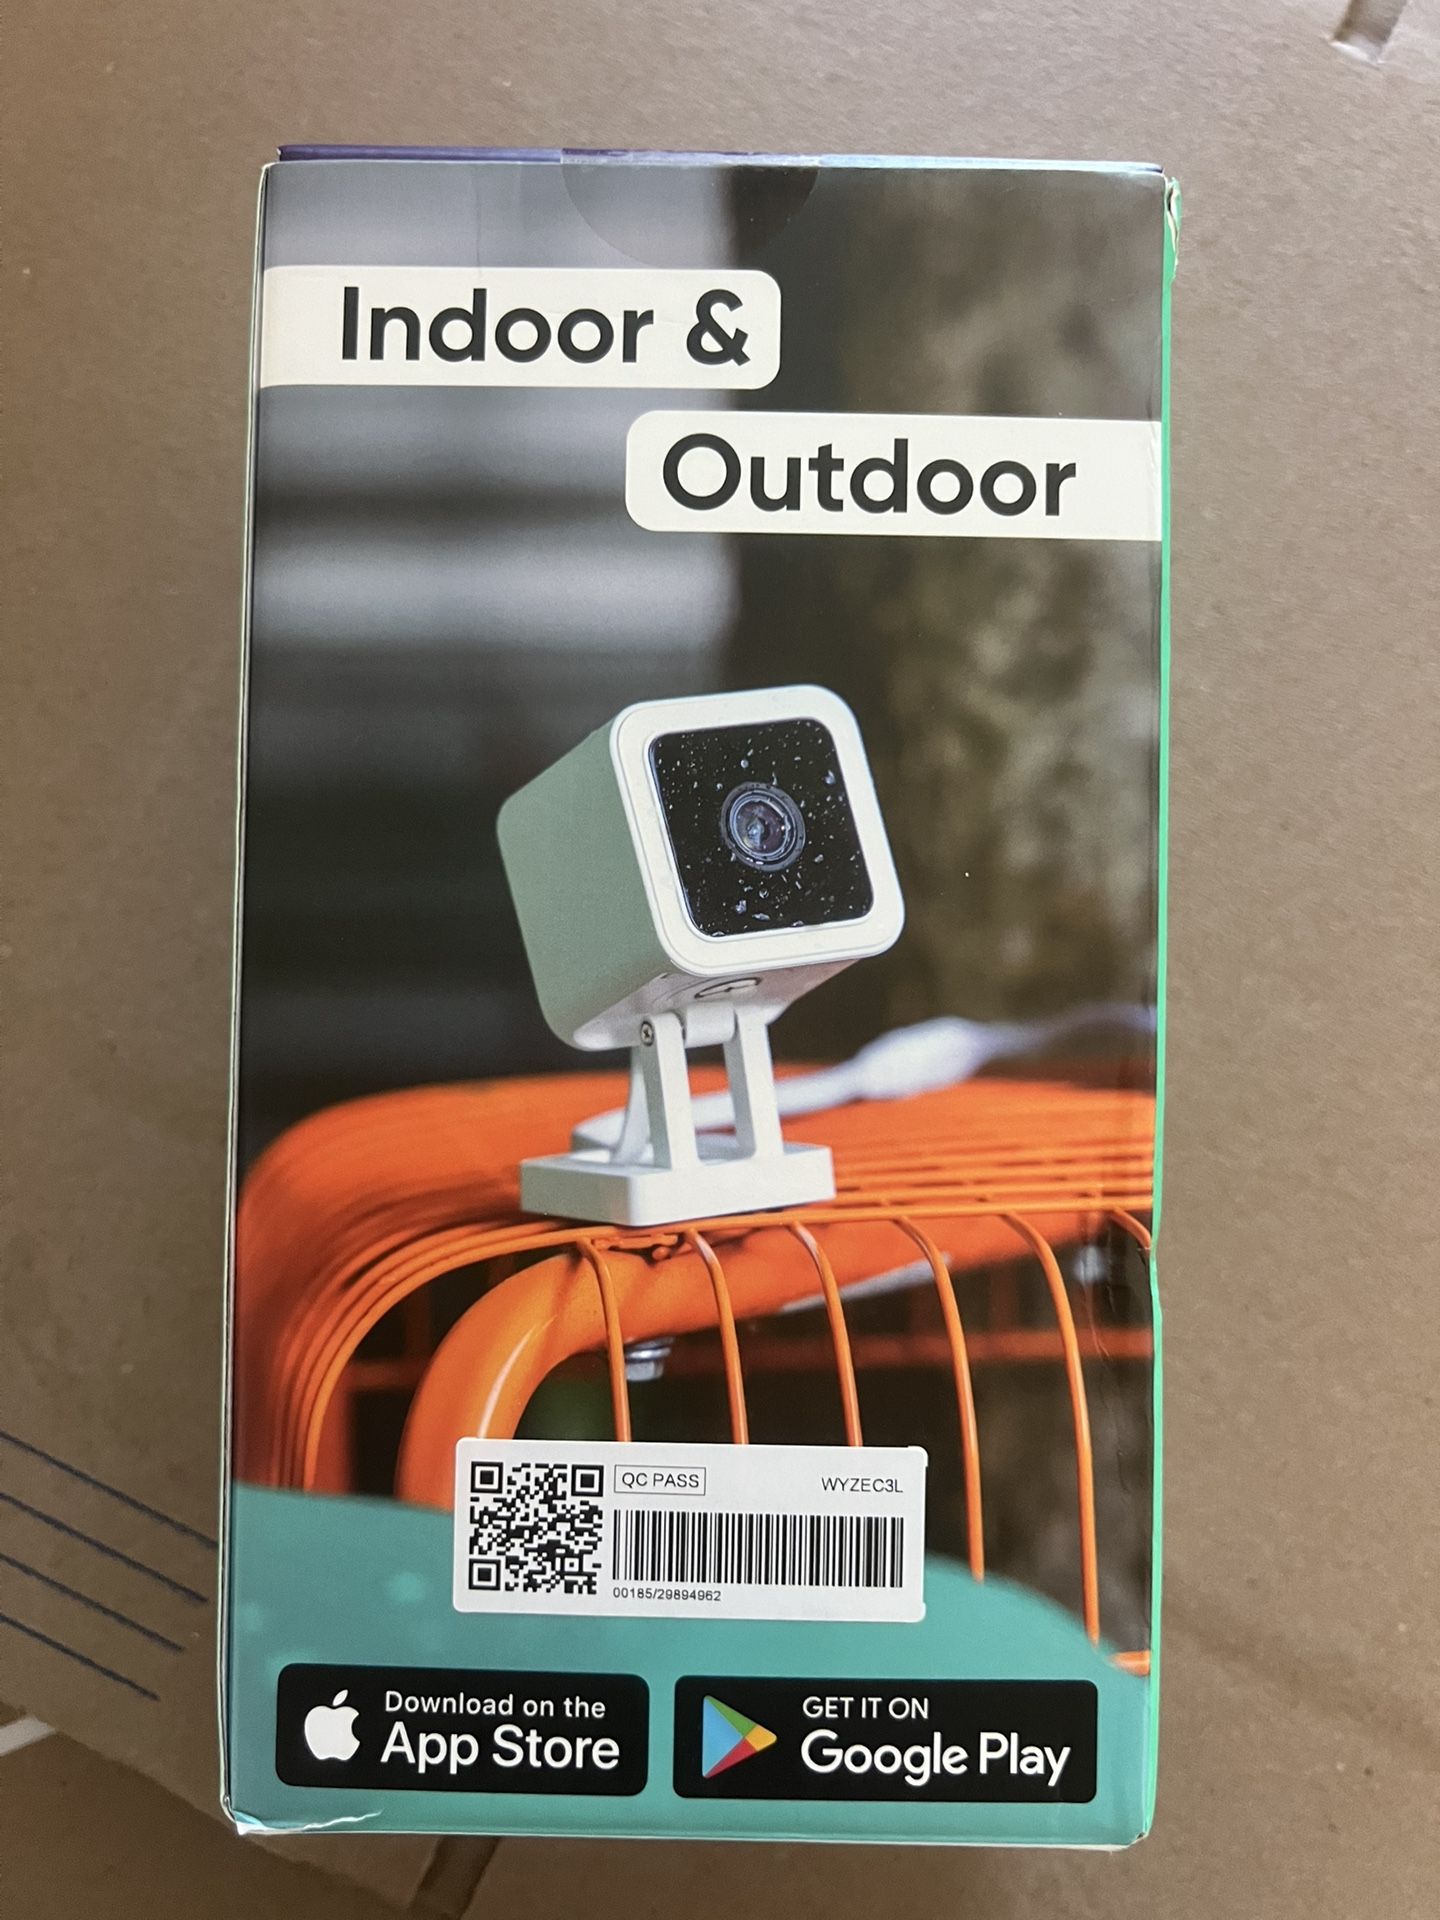 Indoor &
Outdoor
QC PASS
WYZEC3L
00185/29894962
Download on the
App Store
GET IT ON
Google Play